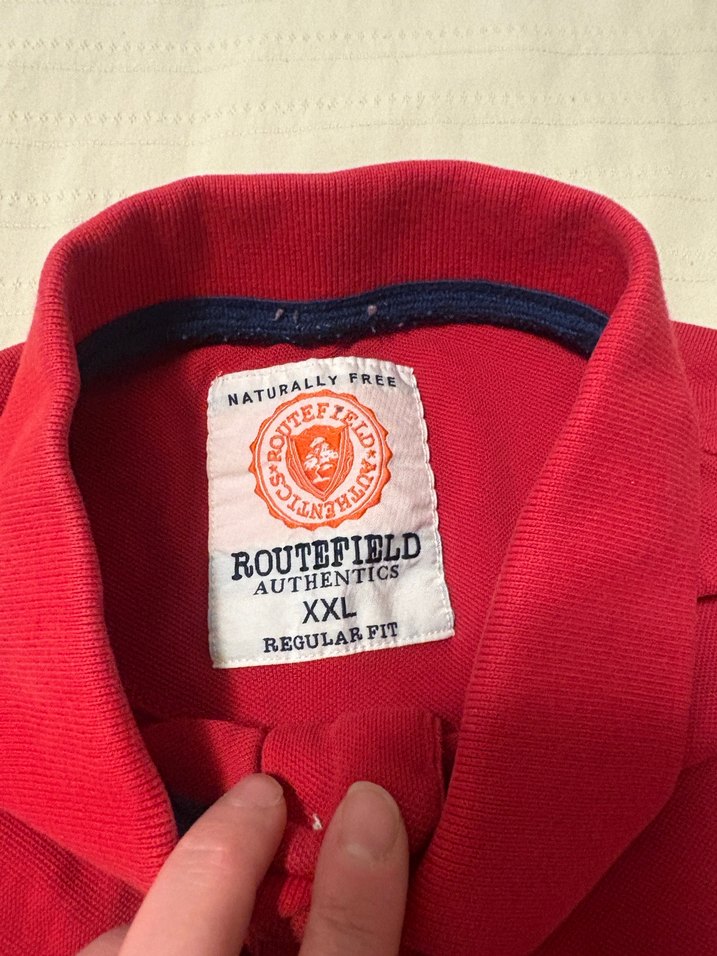 NATURALLY FREE
ROUTEFIELD
★AUTHENTICS★
ROUTEFIELD
AUTHENTICS
XXL
REGULAR FIT